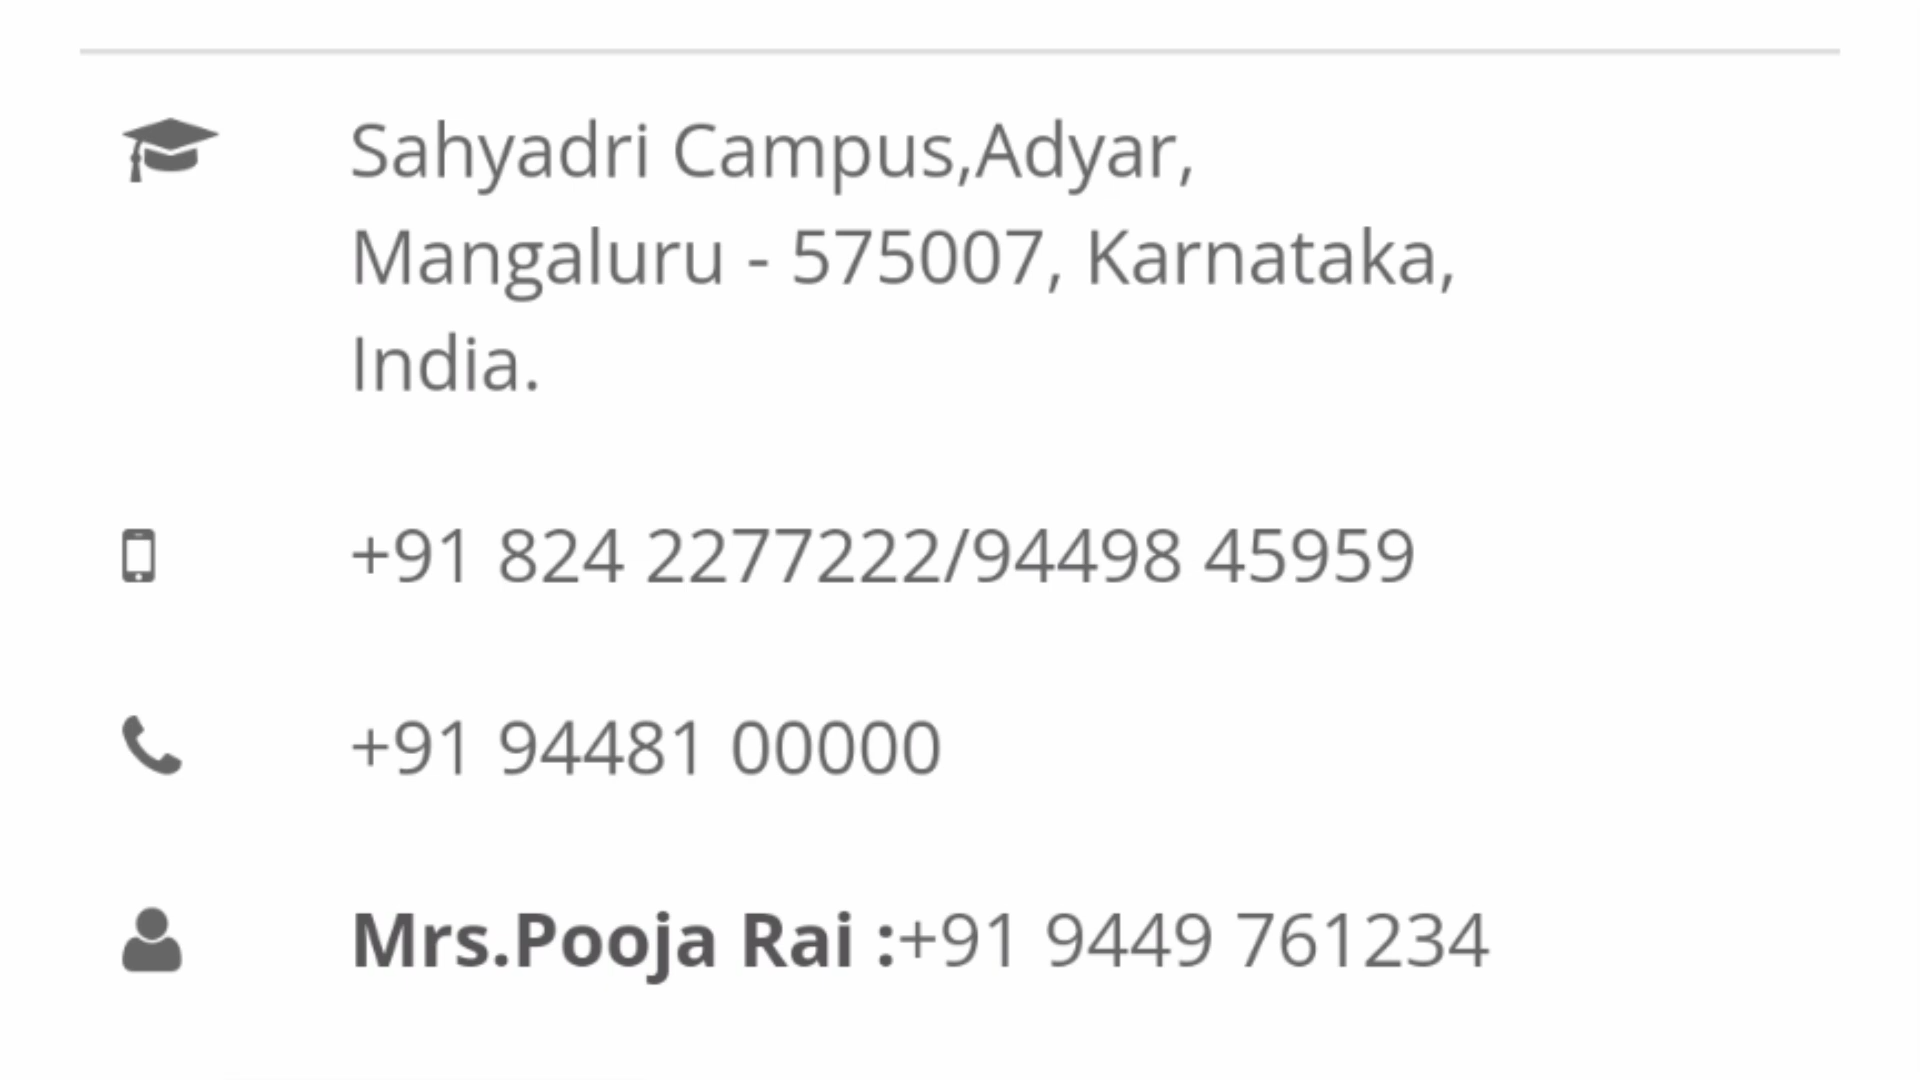 Sahyadri Campus,Adyar,
Mangaluru - 575007, Karnataka,
India.
+91 824 2277222/94498 45959
+91 94481 00000
Mrs.Pooja Rai :+91 9449 761234